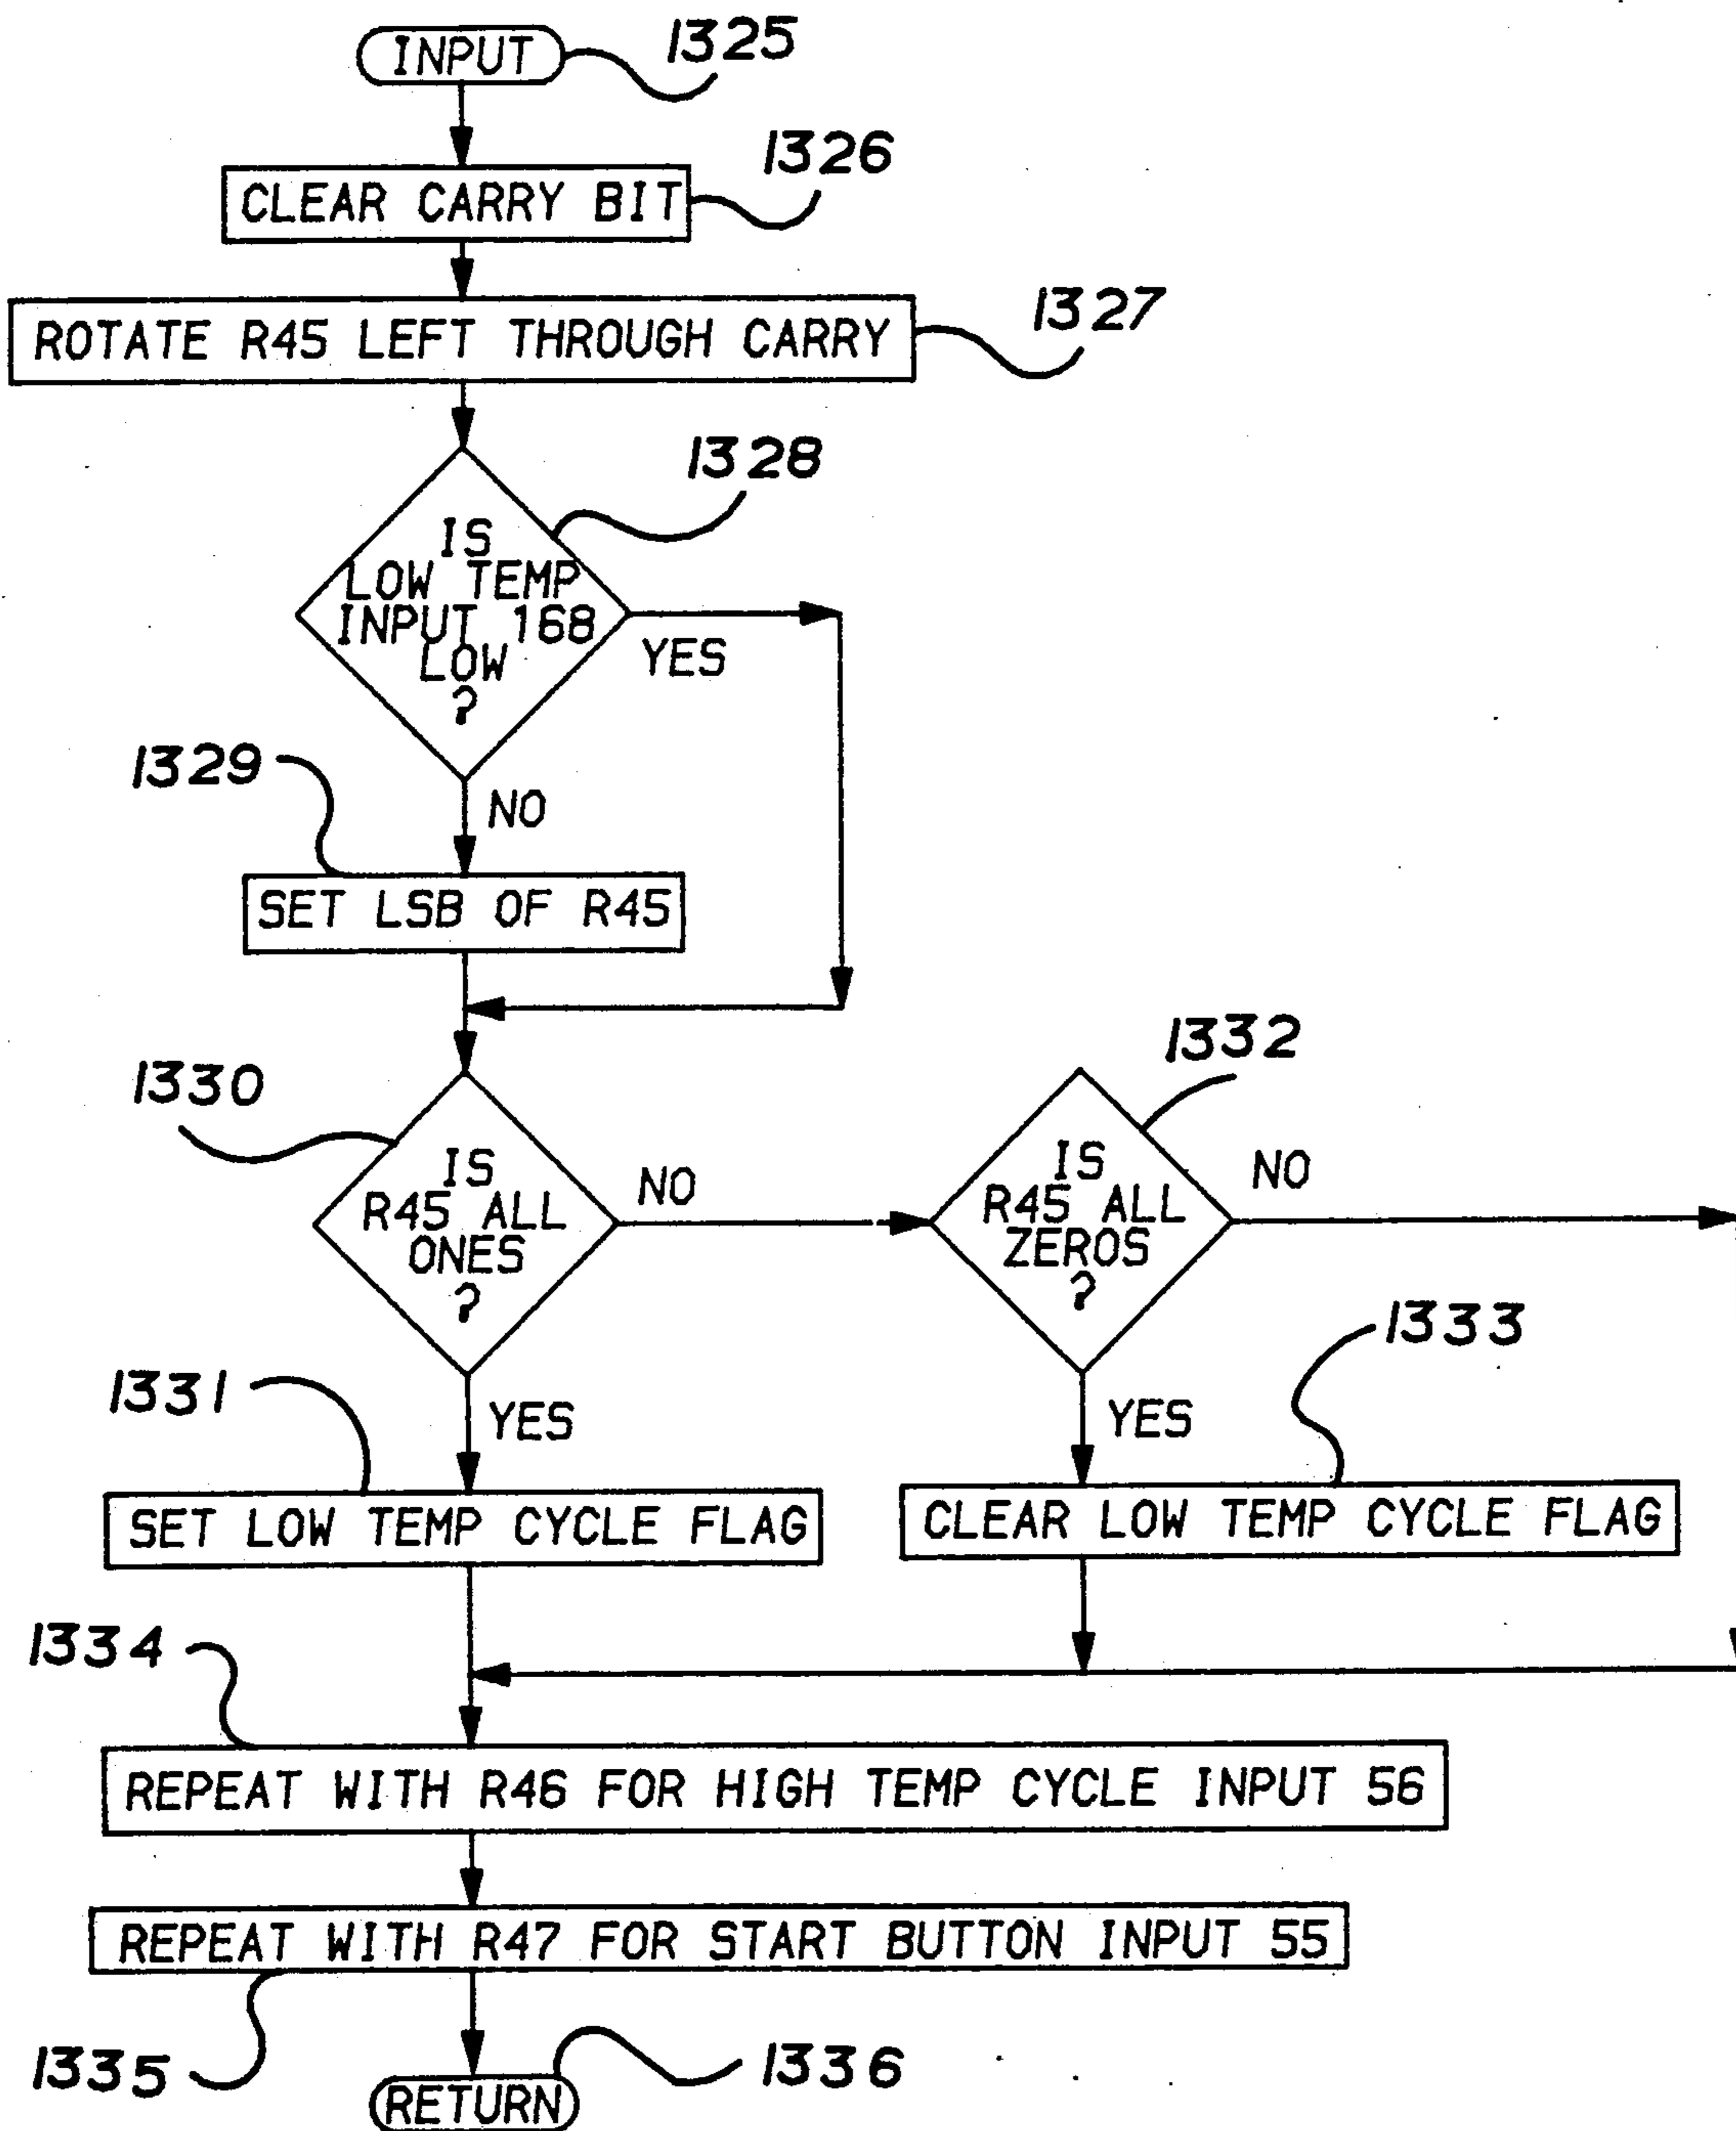 INPUT
1325
CLEAR CARRY BIT
1326
ROTATE R45 LEFT THROUGH CARRY
1327
1328
IS
LOW TEMP
INPUT 168
LOW
?
YES
NO
1329
SET LSB OF R45
1330
IS
R45 ALL
ONES
?
NO
1332
IS
R45 ALL
ZEROS
?
NO
1331
YES
YES
1333
SET LOW TEMP CYCLE FLAG
CLEAR LOW TEMP CYCLE FLAG
1334
REPEAT WITH R46 FOR HIGH TEMP CYCLE INPUT 56
REPEAT WITH R47 FOR START BUTTON INPUT 55
1335
RETURN
1336